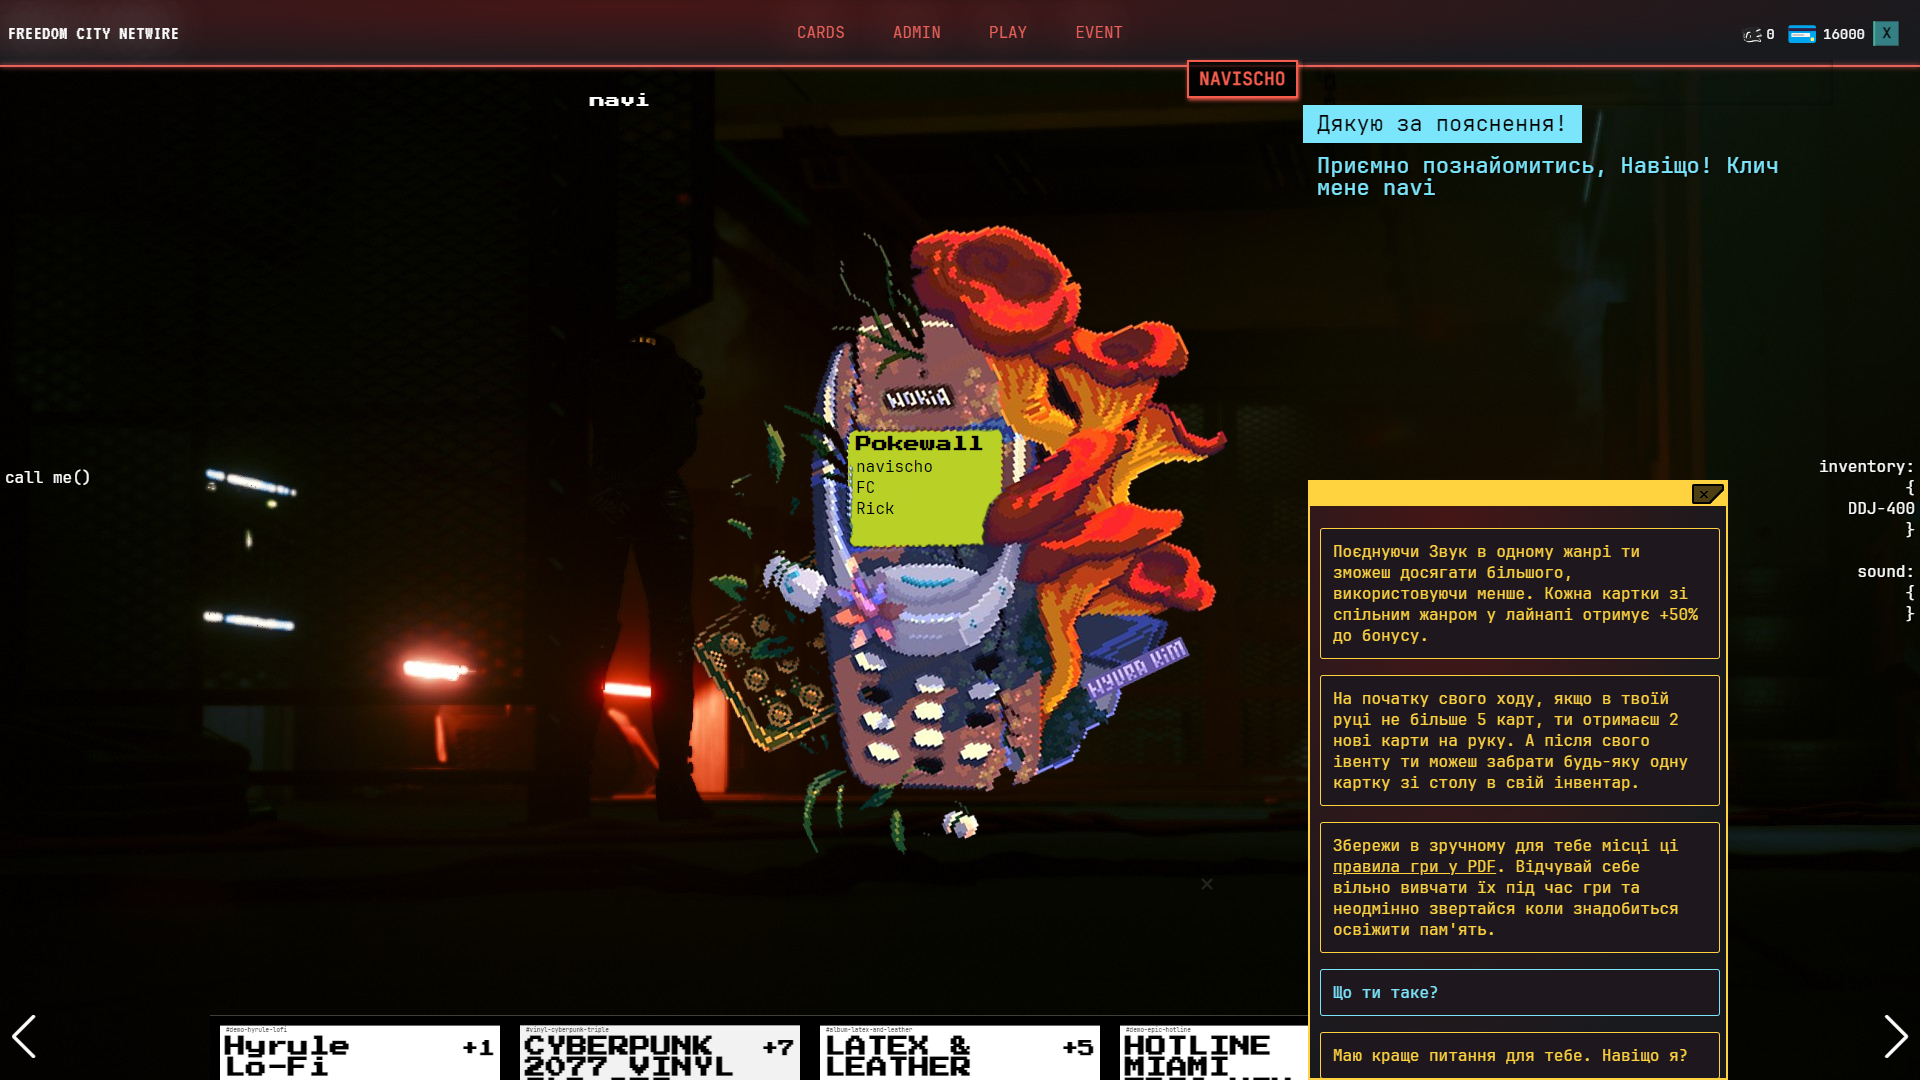 FREEDOM CITY NETWIRE
CARDS
ADMIN
PLAY
EVENT
0
16000
X
NAVISCHO
navi
Дякую за пояснення!
Приємно познайомитись, Навіщо! Клич
мене navi
NOKIA
Pokewall
navischo
FC
Rick
call me()
inventory:
{
DDJ-400
}
sound:
{
}
Поєднуючи Звук в одному жанрі ти
зможеш досягати більшого,
використовуючи менше. Кожна картки зі
спільним жанром у лайнапі отримує +50%
до бонусу.
На початку свого ходу, якщо в твоїй
руці не більше 5 карт, ти отримаєш 2
нові карти на руку. А після свого
івенту ти можеш забрати будь-яку одну
картку зі столу в свій інвентар.
Збережи в зручному для тебе місці ці
правила гри у PDF. Відчувай себе
вільно вивчати їх під час гри та
неодмінно звертайся коли знадобиться
освіжити пам'ять.
Що ти таке?
Маю краще питання для тебе. Навіщо я?
#demo-hyrule-lofi
Hyrule
Lo-Fi
+1
#vinyl-cyberpunk-triple
CYBERPUNK
2077 VINYL
+7
#album-latex-and-leather
LATEX &
LEATHER
+5
#demo-epic-hotline
HOTLINE
MIAMI